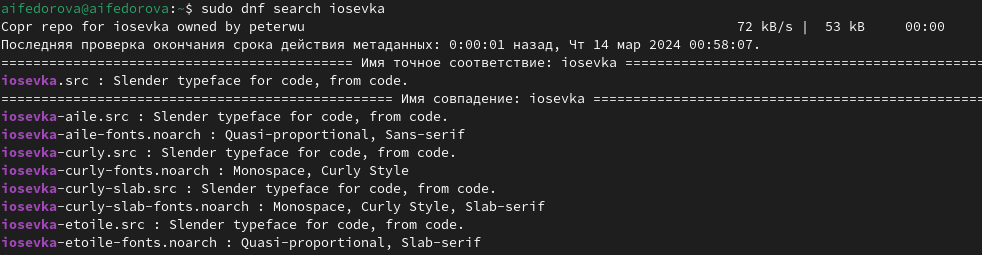 aifedorova@aifedorova:~$ sudo dnf search iosevka
Copr repo for iosevka owned by peterwu 72 kB/s | 53 kB 00:00
Последняя проверка окончания срока действия метаданных: 0:00:01 назад, Чт 14 мар 2024 00:58:07.
============================================ Имя точное соответствие: iosevka =============================================
iosevka.src : Slender typeface for code, from code.
================================================= Имя совпадение: iosevka =================================================
iosevka-aile.src : Slender typeface for code, from code.
iosevka-aile-fonts.noarch : Quasi-proportional, Sans-serif
iosevka-curly.src : Slender typeface for code, from code.
iosevka-curly-fonts.noarch : Monospace, Curly Style
iosevka-curly-slab.src : Slender typeface for code, from code.
iosevka-curly-slab-fonts.noarch : Monospace, Curly Style, Slab-serif
iosevka-etoile.src : Slender typeface for code, from code.
iosevka-etoile-fonts.noarch : Quasi-proportional, Slab-serif